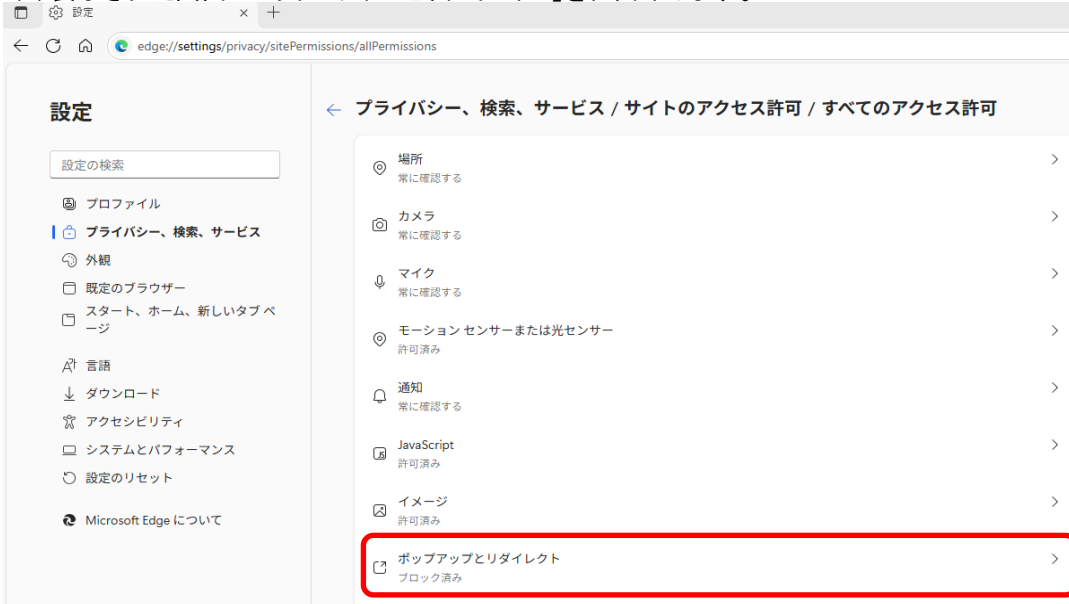 設定
edge://settings/privacy/sitePermissions/allPermissions
設定
プライバシー、検索、サービス / サイトのアクセス許可 / すべてのアクセス許可
設定の検索
プロファイル
プライバシー、検索、サービス
外観
既定のブラウザー
スタート、ホーム、新しいタブ ペ
ージ
言語
ダウンロード
アクセシビリティ
システムとパフォーマンス
設定のリセット
Microsoft Edge について
場所
常に確認する
カメラ
常に確認する
マイク
常に確認する
モーション センサーまたは光センサー
許可済み
通知
常に確認する
JavaScript
許可済み
イメージ
許可済み
ポップアップとリダイレクト
ブロック済み